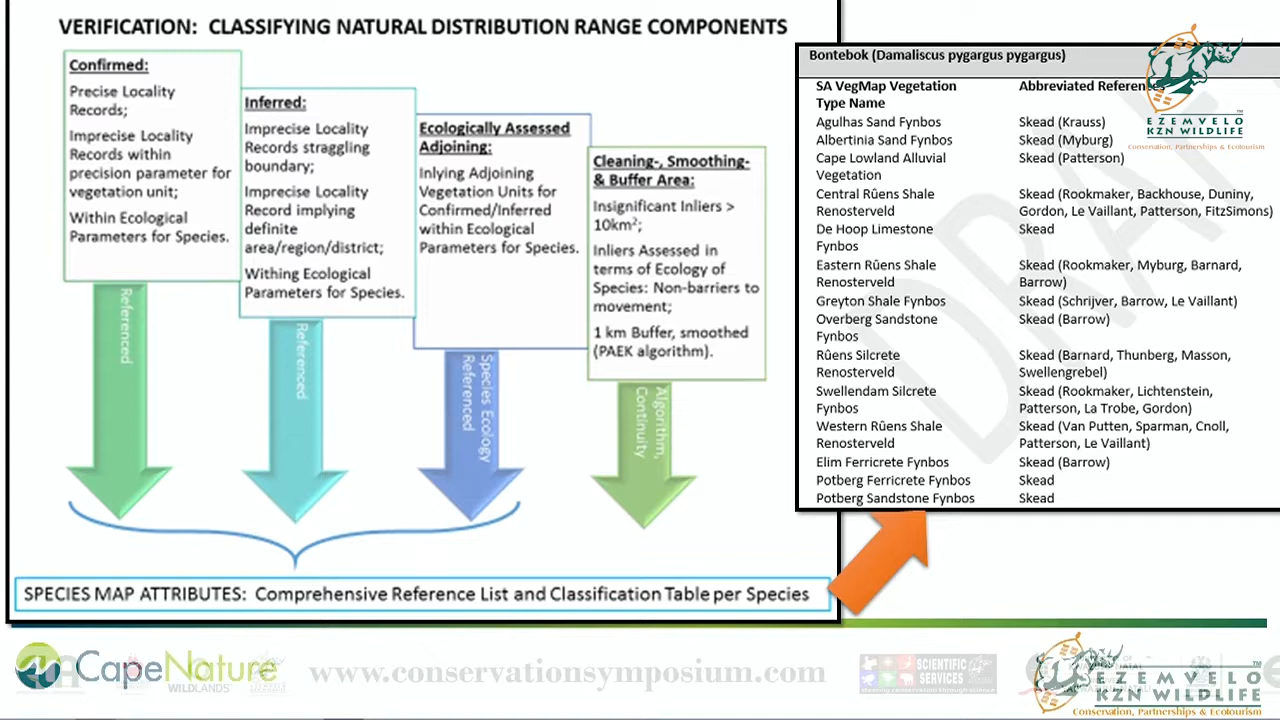 VERIFICATION: CLASSIFYING NATURAL DISTRIBUTION RANGE COMPONENTS
Confirmed:
Precise Locality
Records;
Imprecise Locality
Records within
precision parameter for
vegetation unit;
Within Ecological
Parameters for Species.
Referenced
Inferred:
Imprecise Locality
Records straggling
boundary;
Imprecise Locality
Record implying
definite
area/region/district;
Withing Ecological
Parameters for Species.
Referenced
Ecologically Assessed
Adjoining:
Inlying Adjoining
Vegetation Units for
Confirmed/Inferred
within Ecological
Parameters for Species.
Species Ecology
Referenced
Cleaning-, Smoothing-
& Buffer Area:
Insignificant Inliers >
10km²;
Inliers Assessed in
terms of Ecology of
Species: Non-barriers to
movement;
1 km Buffer, smoothed
(PAEK algorithm).
Algorithm,
Continuity
SPECIES MAP ATTRIBUTES: Comprehensive Reference List and Classification Table per Species
Bontebok (Damaliscus pygargus pygargus)
SA VegMap Vegetation Abbreviated
Type Name
Agulhas Sand Fynbos Skead (Krauss)
Albertinia Sand Fynbos Skead (Myburg)
Cape Lowland Alluvial Skead (Patterson)
Vegetation
Central Rûens Shale Skead (Rookmaker, Backhouse, Duniny,
Renosterveld Gordon, Le Vaillant, Patterson, FitzSimons)
De Hoop Limestone Skead
Fynbos
Eastern Rûens Shale Skead (Rookmaker, Myburg, Barnard,
Renosterveld Barrow)
Greyton Shale Fynbos Skead (Schrijver, Barrow, Le Vaillant)
Overberg Sandstone Skead (Barrow)
Fynbos
Rûens Silcrete Skead (Barnard, Thunberg, Masson,
Renosterveld Swellengrebel)
Swellendam Silcrete Skead (Rookmaker, Lichtenstein,
Fynbos Patterson, La Trobe, Gordon)
Western Rûens Shale Skead (Van Putten, Sparman, Cnoll,
Renosterveld Patterson, Le Vaillant)
Elim Ferricrete Fynbos Skead (Barrow)
Potberg Ferricrete Fynbos Skead
Potberg Sandstone Fynbos Skead
DRAFT
EZEMVELO
KZN WILDLIFE
Conservation, Partnerships & Ecotourism
CapeNature
WILDLANDS
www.conservationsymposium.com
SCIENTIFIC
SERVICES
EZEMVELO
KZN WILDLIFE
Conservation, Partnerships & Ecotourism